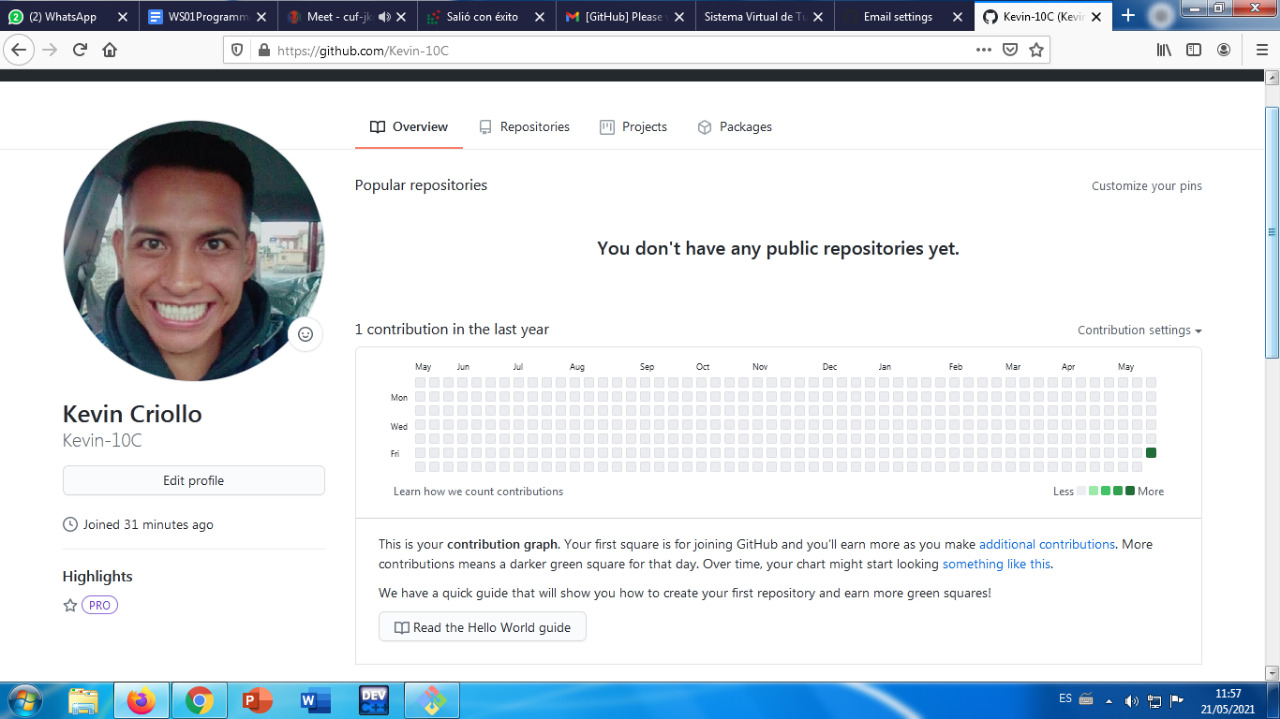 (2) WhatsApp
WS01Programm
Meet - cuf-jk
Salió con éxito
[GitHub] Please v
Sistema Virtual de Tu
Email settings
Kevin-10C (Kevin
https://github.com/Kevin-10C
Overview
Repositories
Projects
Packages
Popular repositories
Customize your pins
You don't have any public repositories yet.
1 contribution in the last year
Contribution settings
May Jun Jul Aug Sep Oct Nov Dec Jan Feb Mar Apr May
Mon
Wed
Fri
Learn how we count contributions
Less
More
This is your contribution graph. Your first square is for joining GitHub and you'll earn more as you make additional contributions. More
contributions means a darker green square for that day. Over time, your chart might start looking something like this.
We have a quick guide that will show you how to create your first repository and earn more green squares!
Read the Hello World guide
Kevin Criollo
Kevin-10C
Edit profile
Joined 31 minutes ago
Highlights
PRO
DEV
C++
ES
11:57
21/05/2021